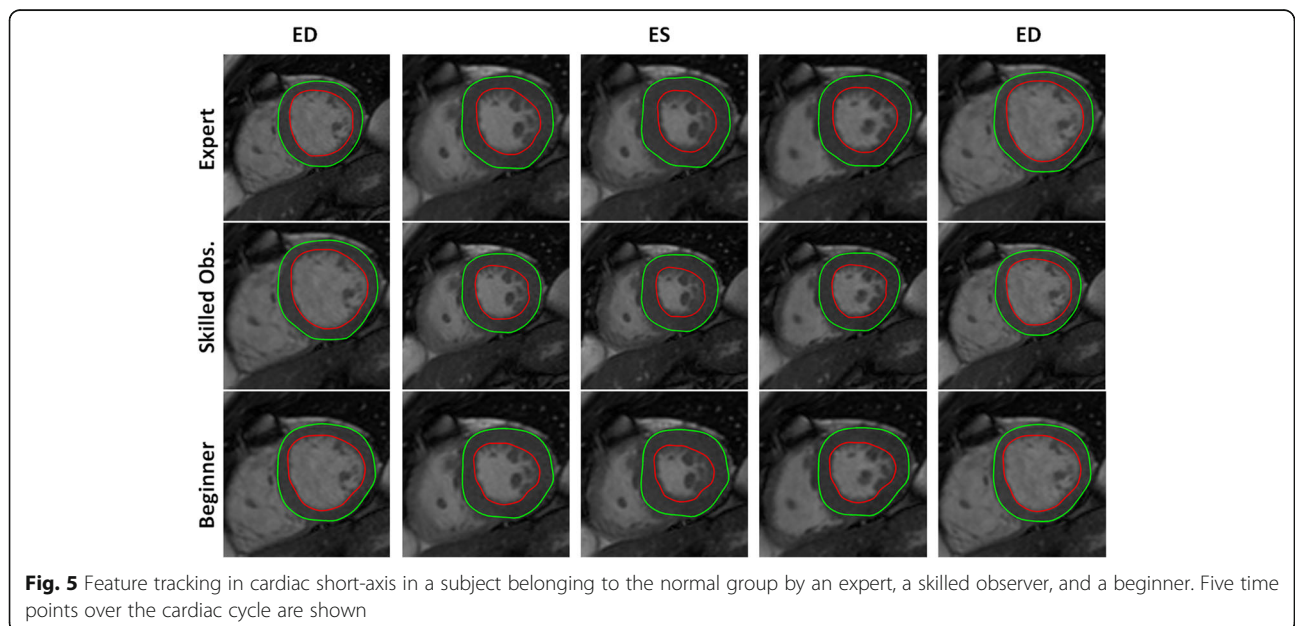 ED ES ED
Expert
Skilled Obs.
Beginner
Fig. 5 Feature tracking in cardiac short-axis in a subject belonging to the normal group by an expert, a skilled observer, and a beginner. Five time
points over the cardiac cycle are shown